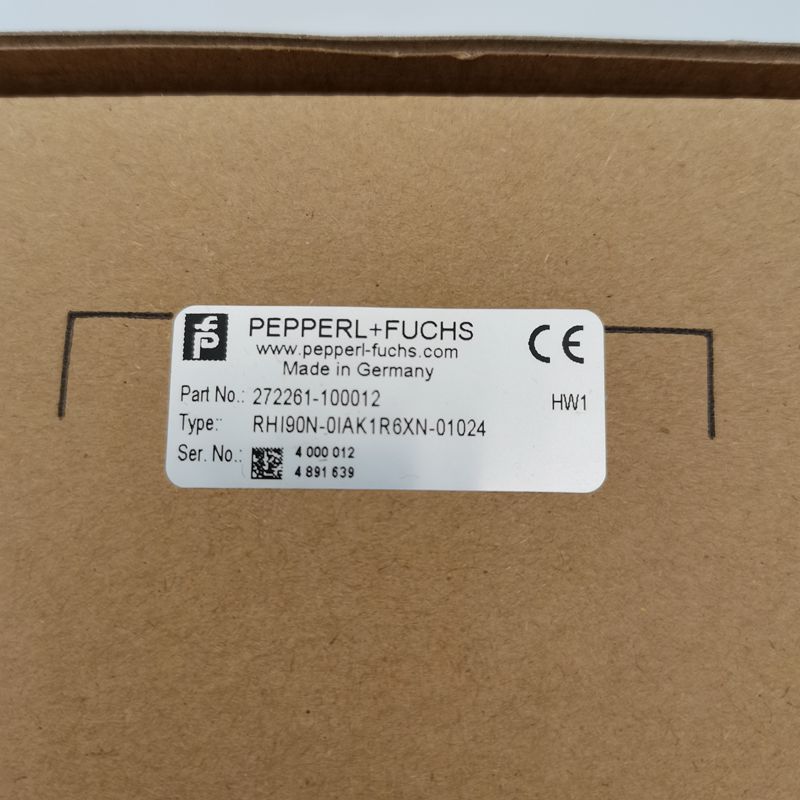 PEPPERL+FUCHS
www.pepperl-fuchs.com
Made in Germany
Part No.: 272261-100012
HW1
Type: RHI90N-0IAK1R6XN-01024
Ser. No.: 4 000 012
4 891 639